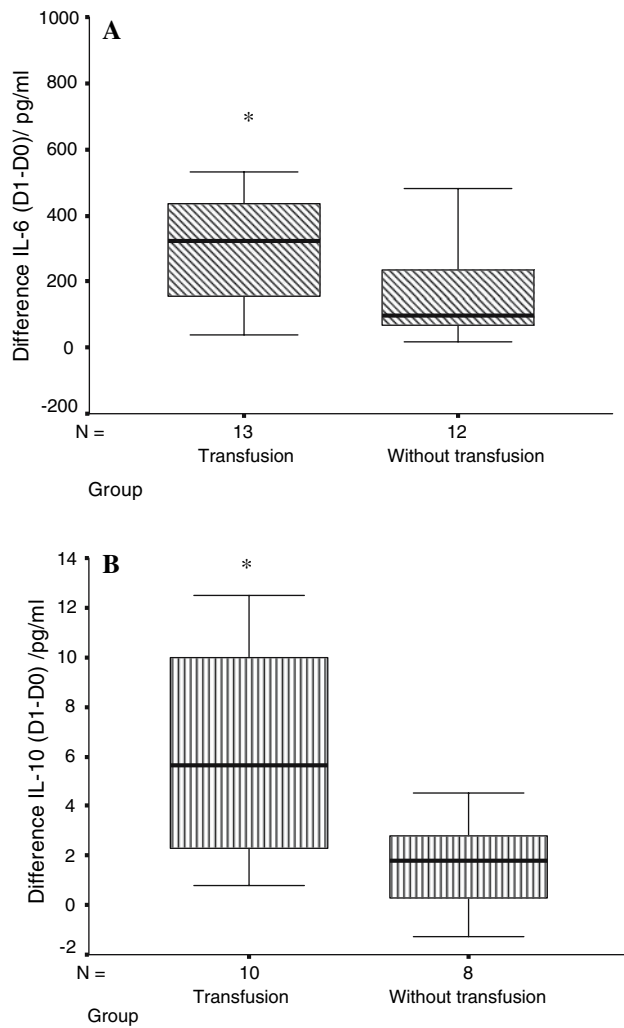 A
1000
800
600
400
200
0
-200
Difference IL-6 (D1-D0)/ pg/ml
*
N = 13 12
Transfusion Without transfusion
Group
B
14
12
10
8
6
4
2
0
-2
Difference IL-10 (D1-D0) /pg/ml
*
N = 10 8
Transfusion Without transfusion
Group